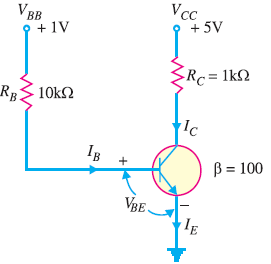 V_BB V_CC
+ 1V + 5V
R_B 10kΩ R_C = 1kΩ
I_C
I_B + β = 100
V_BE −
I_E